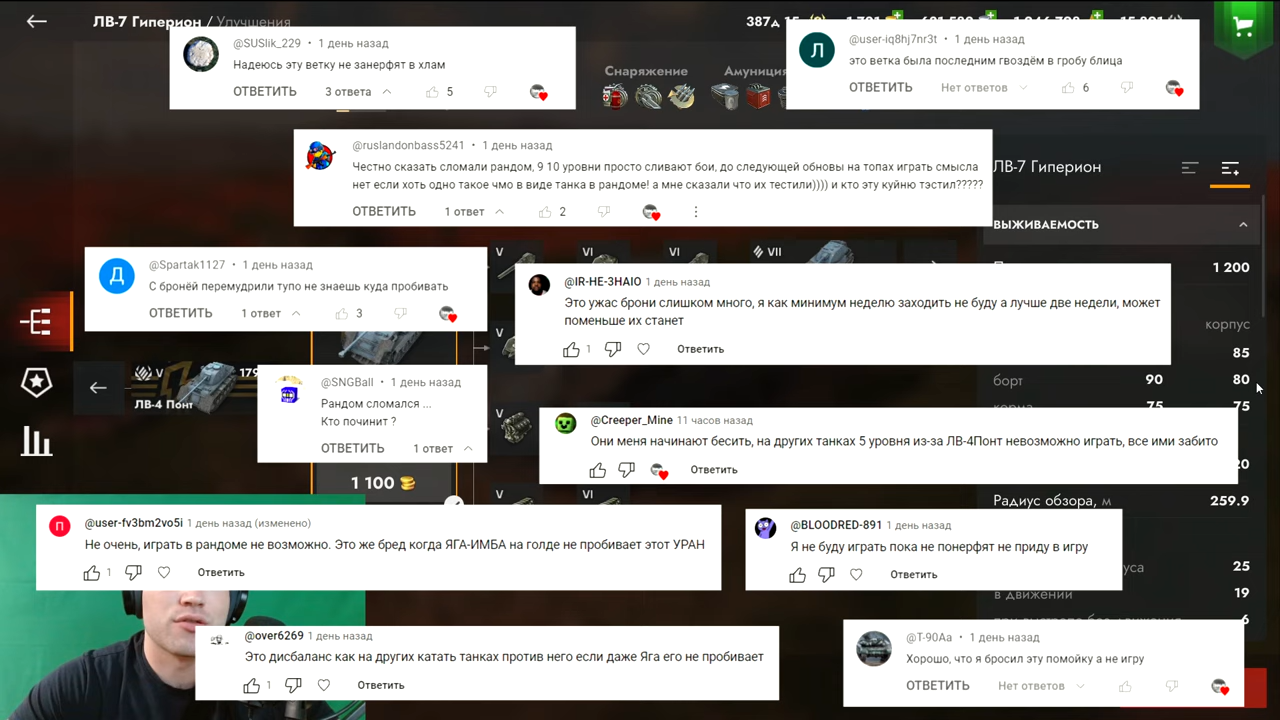 ЛВ-7 Гиперион / Улучшения
387д 15
@SUSlik_229 • 1 день назад
Надеюсь эту ветку не занерфят в хлам
ОТВЕТИТЬ 3 ответа 5
Снаряжение
Амуниция
@user-iq8hj7nr3t • 1 день назад
это ветка была последним гвоздём в гробу блица
ОТВЕТИТЬ Нет ответов 6
@ruslandonbass5241 • 1 день назад
Честно сказать сломали рандом, 9 10 уровни просто сливают бои, до следующей обновы на топах играть смысла
нет если хоть одно такое чмо в виде танка в рандоме! а мне сказали что их тестили)))) и кто эту куйню тэстил?????
ОТВЕТИТЬ 1 ответ 2
ЛВ-7 Гиперион
ВЫЖИВАЕМОСТЬ
1 200
V VI VI VII
@Spartak1127 • 1 день назад
С бронёй перемудрили тупо не знаешь куда пробивать
ОТВЕТИТЬ 1 ответ 3
@IR-HE-3HAIO 1 день назад
Это ужас брони слишком много, я как минимум неделю заходить не буду а лучше две недели, может
поменьше их станет
1 Ответить
корпус
85
борт 90 80
корма 75 75
V
V 179
ЛВ-4 Понт
@SNGBall • 1 день назад
Рандом сломался ...
Кто починит ?
ОТВЕТИТЬ 1 ответ
@Creeper_Mine 11 часов назад
Они меня начинают бесить, на других танках 5 уровня из-за ЛВ-4Понт невозможно играть, все ими забито
Ответить
20
1 100
V VI
Радиус обзора, м 259.9
@user-fv3bm2vo5i 1 день назад (изменено)
Не очень, играть в рандоме не возможно. Это же бред когда ЯГА-ИМБА на голде не пробивает этот УРАН
1 Ответить
@BLOODRED-891 1 день назад
Я не буду играть пока не понерфят не приду в игру
Ответить
25
в движении 19
6
@over6269 1 день назад
Это дисбаланс как на других катать танках против него если даже Яга его не пробивает
1 Ответить
@T-90Aa • 1 день назад
Хорошо, что я бросил эту помойку а не игру
ОТВЕТИТЬ Нет ответов